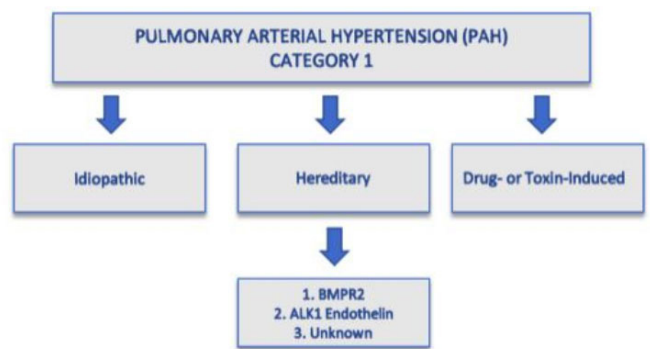 PULMONARY ARTERIAL HYPERTENSION (PAH)
CATEGORY 1
Idiopathic
Hereditary
Drug- or Toxin-Induced
1. BMPR2
2. ALK1 Endothelin
3. Unknown